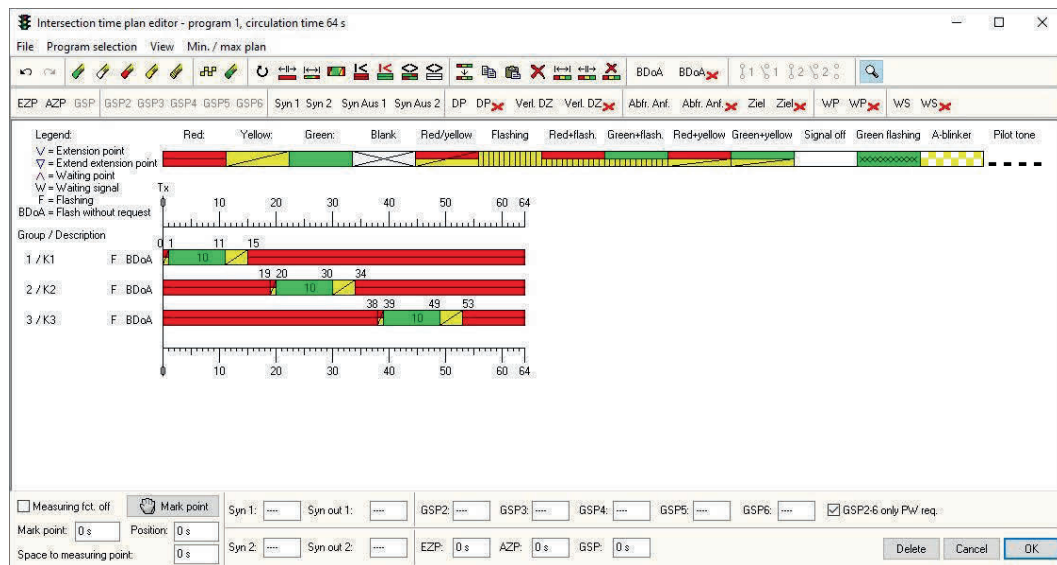 Intersection time plan editor - program 1, circulation time 64 s
File Program selection View Min. / max plan
BDoA BDoA 1 1 2 2
EZP AZP GSP GSP2 GSP3 GSP4 GSP5 GSP6 Syn 1 Syn 2 Syn Aus 1 Syn Aus 2 DP DP Verl. DZ Verl. DZ Abfr. Anf. Abfr. Anf. Ziel Ziel WP WP WS WS
Legend: Red: Yellow: Green: Blank Red/yellow Flashing Red+flash. Green+flash. Red+yellow Green+yellow Signal off Green flashing A-blinker Pilot tone
V = Extension point
∇ = Extend extension point
Λ = Waiting point
W = Waiting signal
F = Flashing
BDoA = Flash without request
Tx
0 10 20 30 40 50 60 64
Group / Description
0 1 11 15
1 / K1 F BDoA 10
19 20 30 34
2 / K2 F BDoA 10
38 39 49 53
3 / K3 F BDoA 10
0 10 20 30 40 50 60 64
Measuring fct. off Mark point Syn 1: ---- Syn out 1: ---- GSP2: ---- GSP3: ---- GSP4: ---- GSP5: ---- GSP6: ---- GSP2-6 only PW req.
Mark point: 0 s Position: 0 s
Space to measuring point: 0 s Syn 2: ---- Syn out 2: ---- EZP: 0 s AZP: 0 s GSP: 0 s Delete Cancel OK